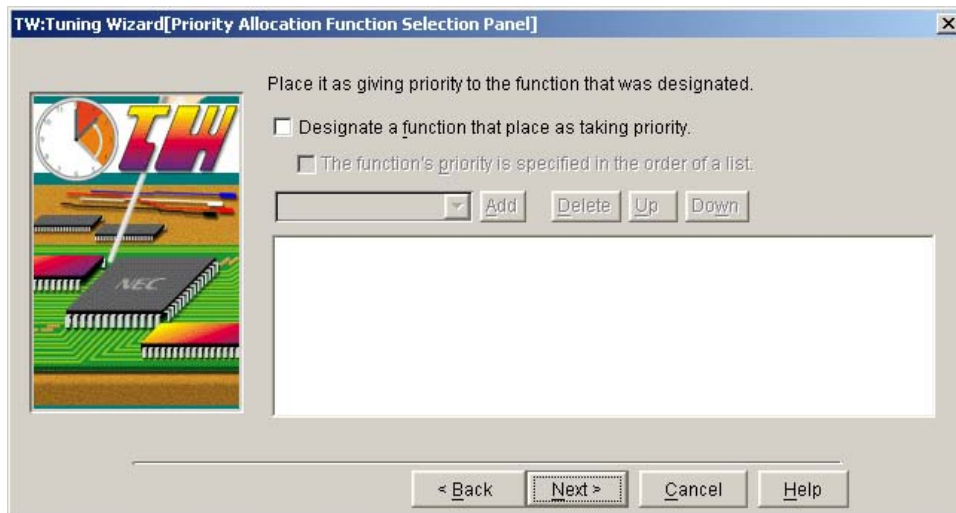 TW:Tuning Wizard[Priority Allocation Function Selection Panel]
Place it as giving priority to the function that was designated.
TW
Designate a function that place as taking priority.
The function's priority is specified in the order of a list.
Add Delete Up Down
NEC
< Back Next > Cancel Help